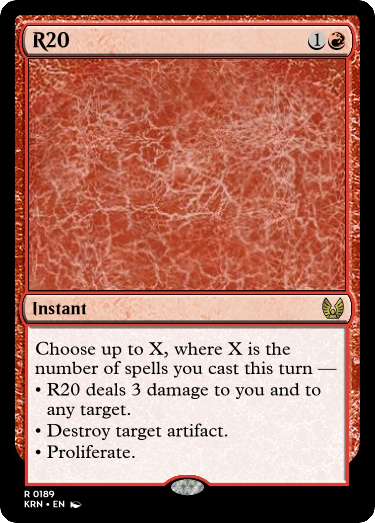 R20 1
Instant
Choose up to X, where X is the
number of spells you cast this turn —
• R20 deals 3 damage to you and to
any target.
• Destroy target artifact.
• Proliferate.
R 0189
KRN • EN